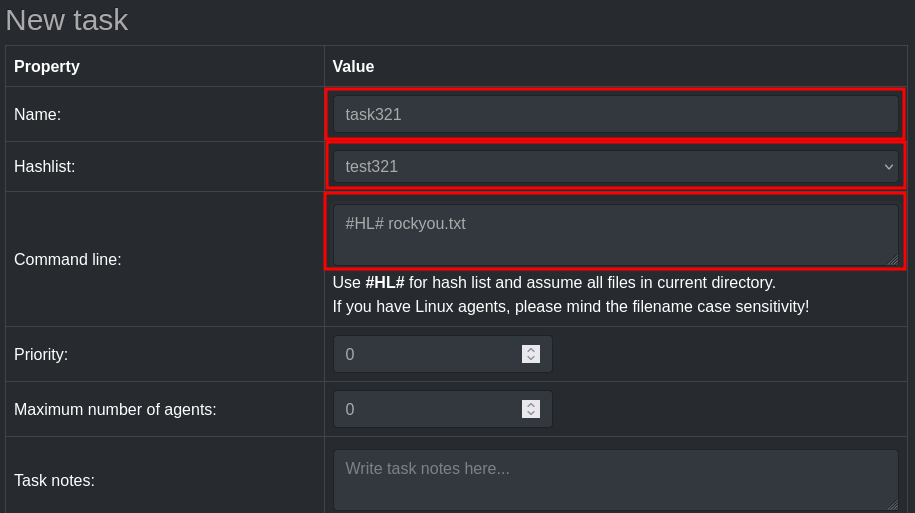 New task
Property Value
Name: task321
Hashlist: test321
#HL# rockyou.txt
Command line:
Use #HL# for hash list and assume all files in current directory.
If you have Linux agents, please mind the filename case sensitivity!
Priority: 0
Maximum number of agents: 0
Write task notes here...
Task notes: